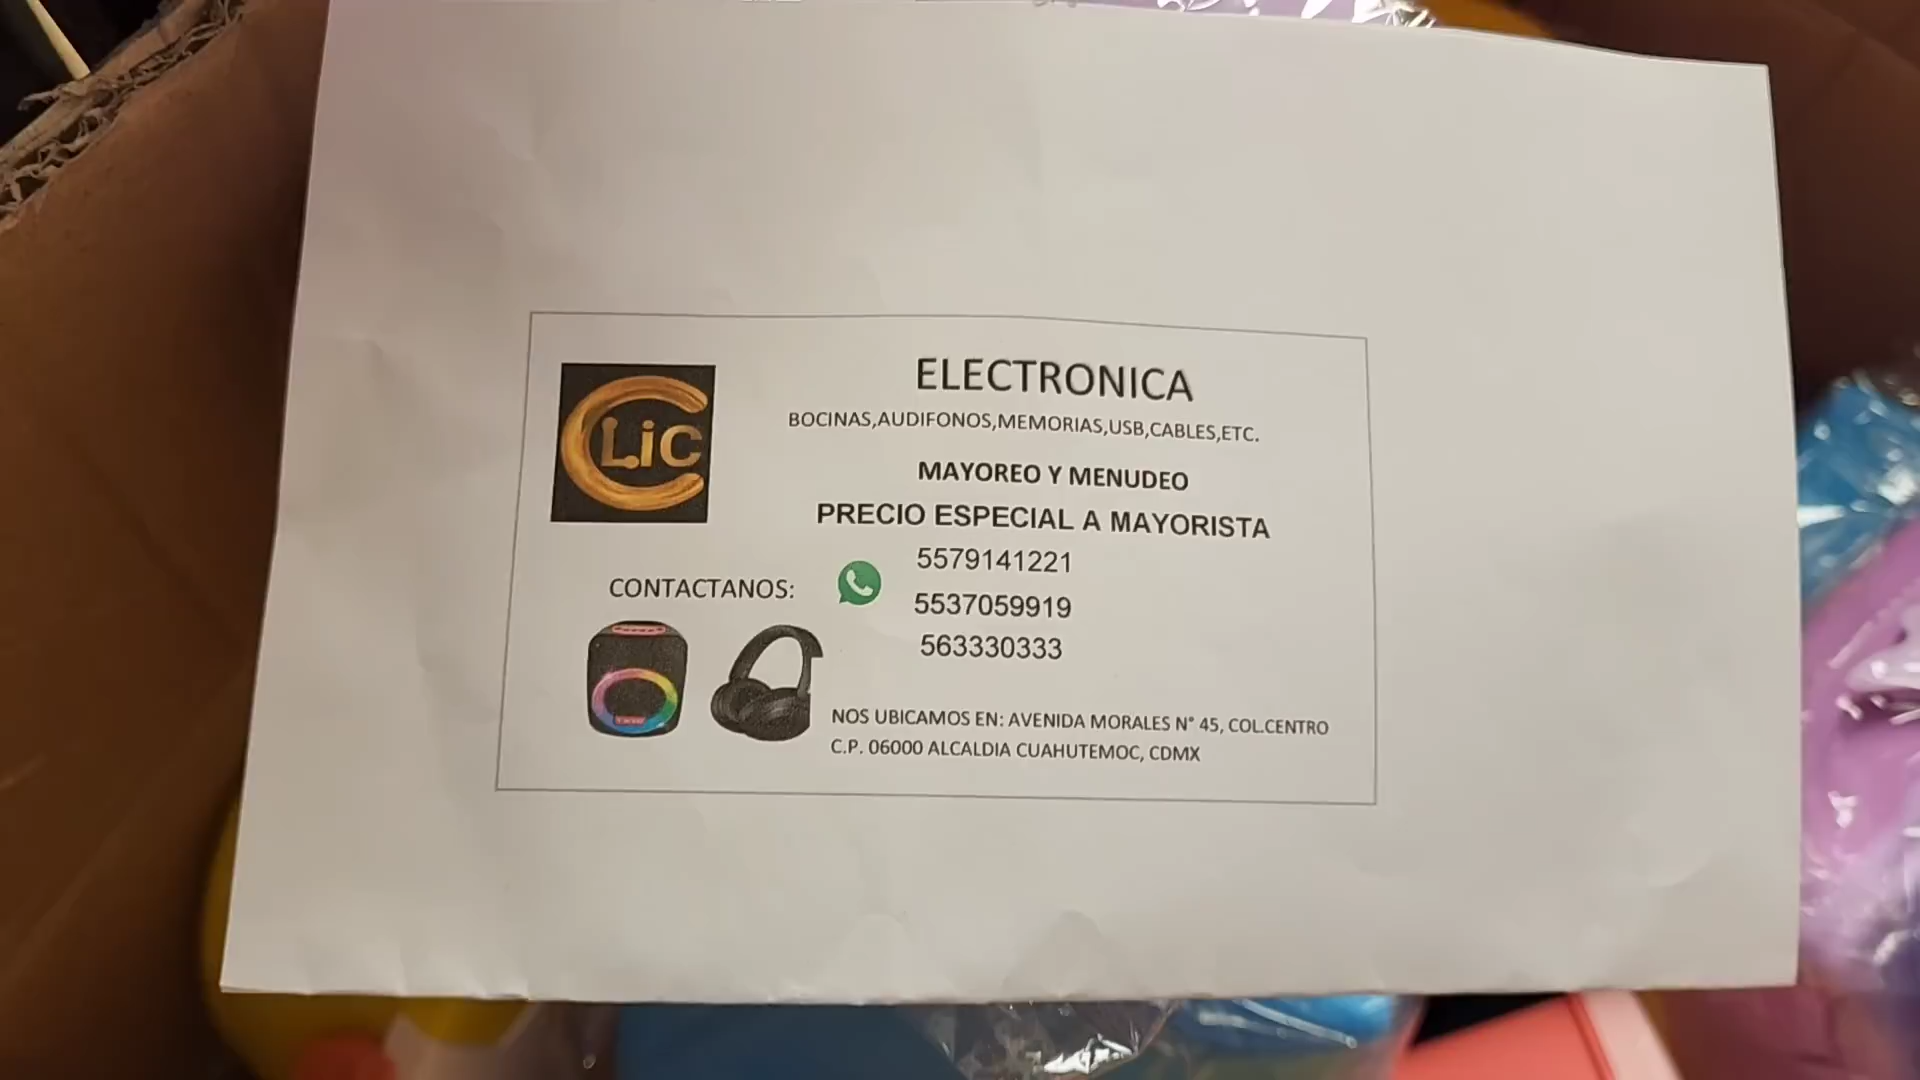 CLiC
ELECTRONICA
BOCINAS,AUDIFONOS,MEMORIAS,USB,CABLES,ETC.
MAYOREO Y MENUDEO
PRECIO ESPECIAL A MAYORISTA
5579141221
CONTACTANOS:
5537059919
563330333
NOS UBICAMOS EN: AVENIDA MORALES N° 45, COL.CENTRO
C.P. 06000 ALCALDIA CUAHUTEMOC, CDMX